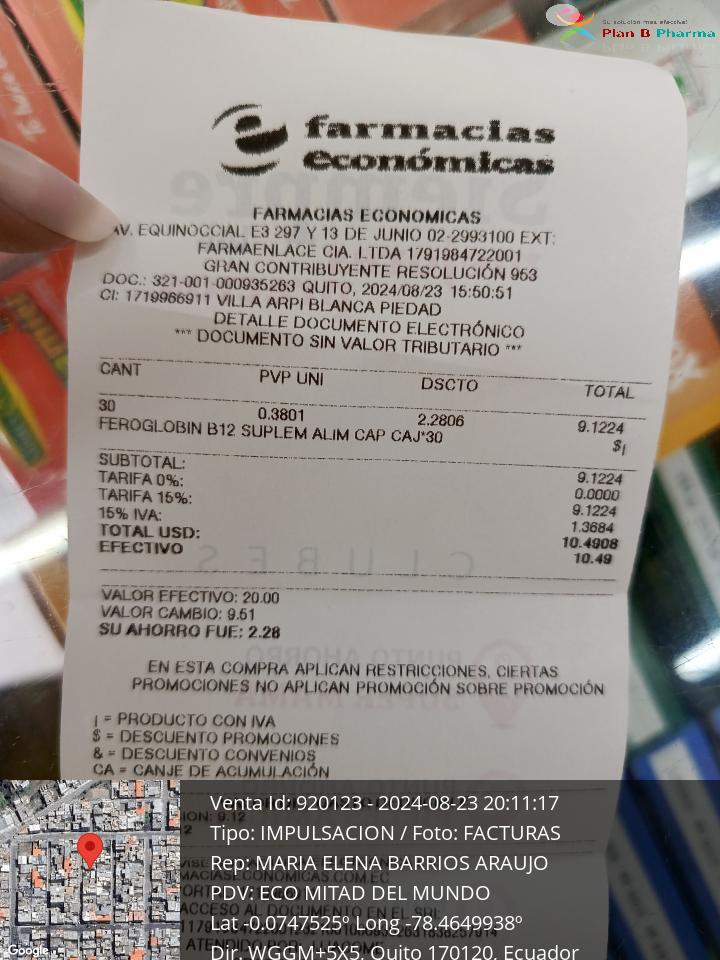 Su solución más efectiva!
Plan B Pharma
farmacias
económicas
FARMACIAS ECONOMICAS
AV. EQUINOCCIAL E3 297 Y 13 DE JUNIO 02-2993100 EXT:
FARMAENLACE CIA. LTDA 1791984722001
GRAN CONTRIBUYENTE RESOLUCIÓN 953
DOC.: 321-001-000935263 QUITO, 2024/08/23 15:50:51
CI: 1719966911 VILLA ARPI BLANCA PIEDAD
DETALLE DOCUMENTO ELECTRÓNICO
*** DOCUMENTO SIN VALOR TRIBUTARIO ***
CANT PVP UNI DSCTO TOTAL
30 0.3801 2.2806 9.1224
FEROGLOBIN B12 SUPLEM ALIM CAP CAJ*30 $|
SUBTOTAL: 9.1224
TARIFA 0%: 0.0000
TARIFA 15%: 9.1224
15% IVA: 1.3684
TOTAL USD: 10.4908
EFECTIVO 10.49
CLUBES
VALOR EFECTIVO: 20.00
VALOR CAMBIO: 9.51
SU AHORRO FUE: 2.28
EN ESTA COMPRA APLICAN RESTRICCIONES, CIERTAS
PROMOCIONES NO APLICAN PROMOCIÓN SOBRE PROMOCIÓN
| = PRODUCTO CON IVA
$ = DESCUENTO PROMOCIONES
& = DESCUENTO CONVENIOS
CA = CANJE DE ACUMULACIÓN
Venta Id: 920123 - 2024-08-23 20:11:17
Tipo: IMPULSACION / Foto: FACTURAS
Rep: MARIA ELENA BARRIOS ARAUJO
PDV: ECO MITAD DEL MUNDO
Lat -0.0747525º Long -78.4649938º
Dir. WGGM+5X5, Quito 170120, Ecuador
Google